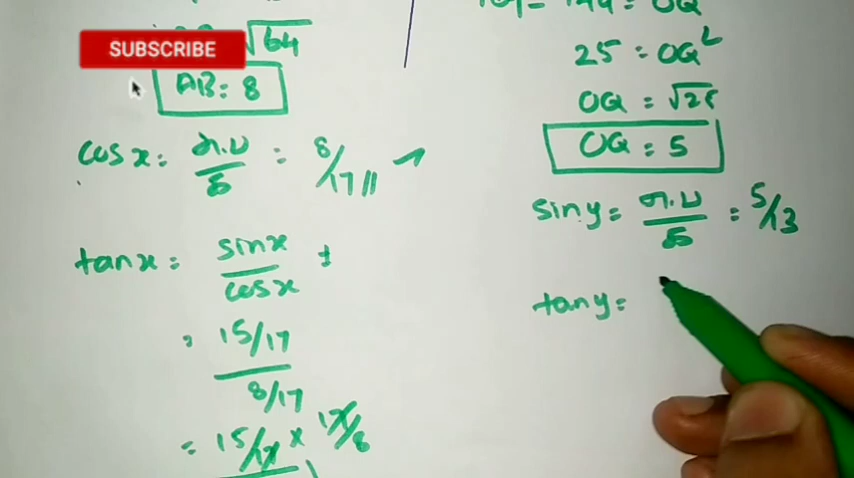 √64
SUBSCRIBE
AB = 8
cos x = அ.ப / க = 8/17 //
tan x = sin x / cos x
= 15/17 / 8/17
= 15/17 × 17/8
25 = OQ²
OQ = √25
OQ = 5
sin y = = 5/13
tan y =